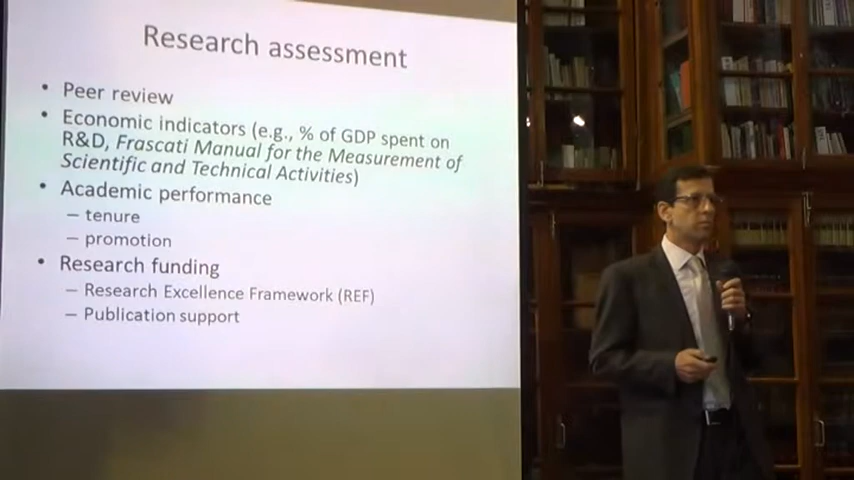 Research assessment
• Peer review
• Economic indicators (e.g., % of GDP spent on
R&D, Frascati Manual for the Measurement of
Scientific and Technical Activities)
• Academic performance
– tenure
– promotion
• Research funding
– Research Excellence Framework (REF)
– Publication support